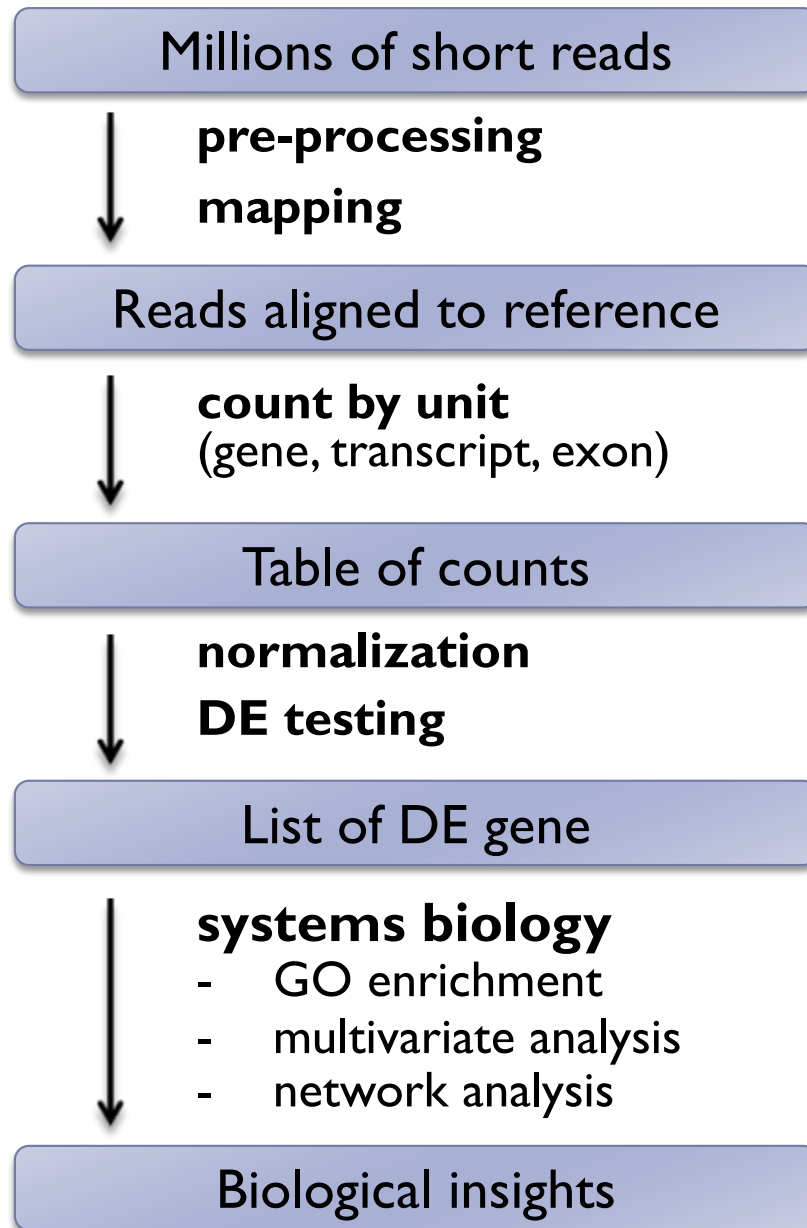 Millions of short reads
pre-processing
mapping
Reads aligned to reference
count by unit
(gene, transcript, exon)
Table of counts
normalization
DE testing
List of DE gene
systems biology
- GO enrichment
- multivariate analysis
- network analysis
Biological insights